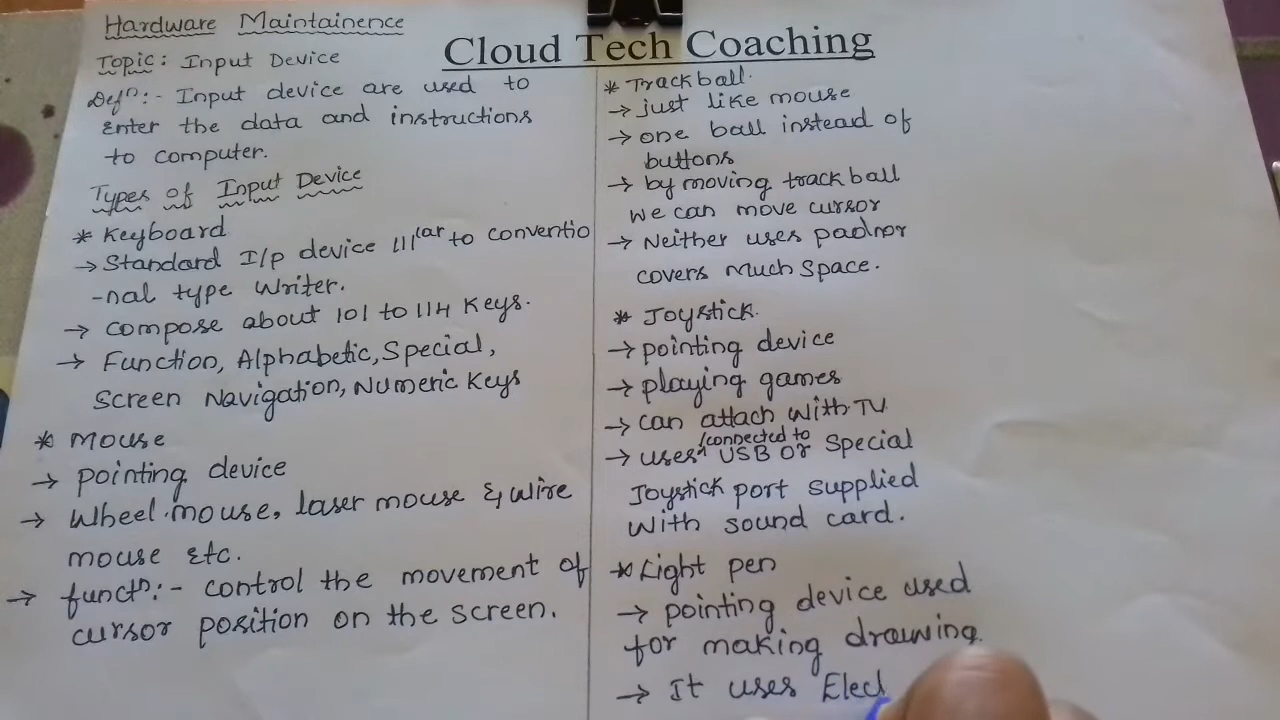 Hardware Maintainence
Cloud Tech Coaching
Topic: Input Device
Defⁿ:- Input device are used to
Enter the data and instructions
to computer.
Types of Input Device
* Keyboard
→ Standard I/p device lllar to conventio
-nal type Writer.
→ Compose about 101 to 114 Keys.
→ Function, Alphabetic, Special,
Screen Navigation, Numeric Keys
* Mouse
→ pointing device
→ Wheel mouse, laser mouse & wire
mouse Etc.
→ functⁿ:- control the movement of
cursor position on the screen.
* Trackball.
→ just like mouse
→ one ball instead of
buttons
→ by moving trackball
we can move cursor
→ Neither uses pad nor
covers Much Space.
* Joystick.
→ pointing device
→ playing games
→ can attach with TV
→ uses /connected to USB or Special
Joystick port supplied
With sound card.
* Light pen
→ pointing device used
for making drawing.
→ It uses Elect